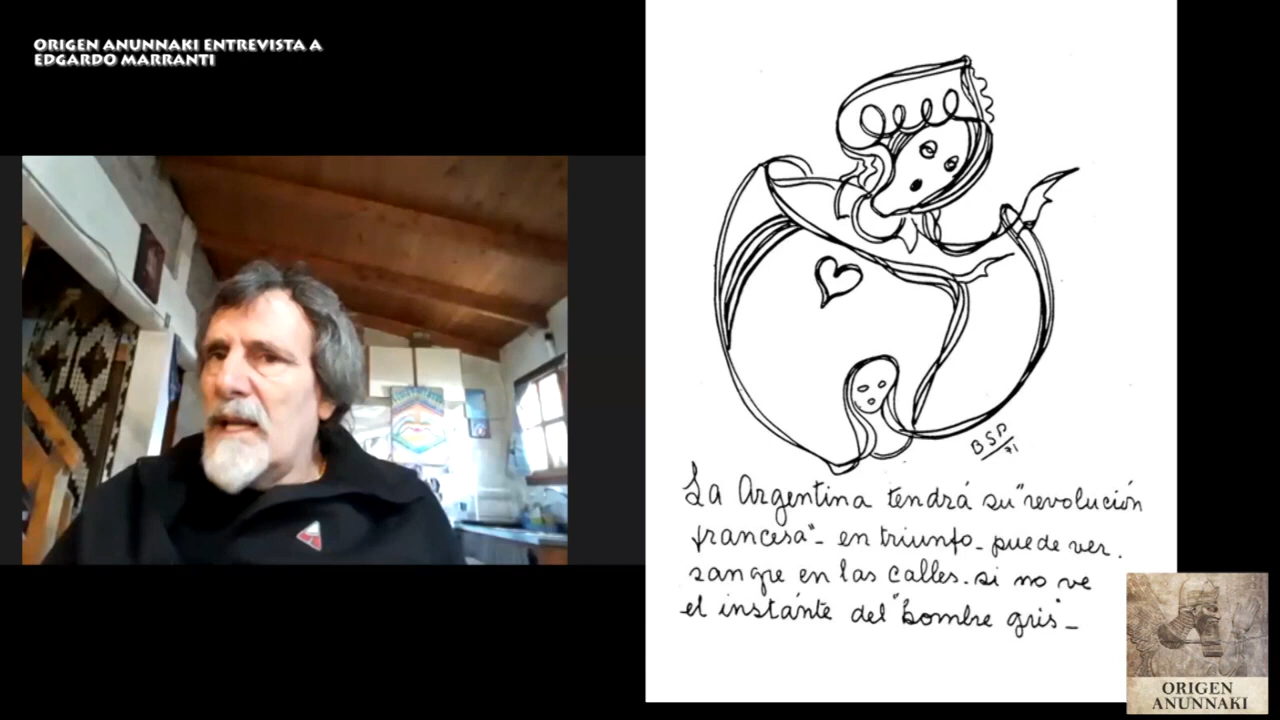 ORIGEN ANUNNAKI ENTREVISTA A
EDGARDO MARRANTI
BSP
71
La Argentina tendrá su "revolución
francesa"- en triunfo- puede ver.
sangre en las calles. si no ve
el instante del "hombre gris"-
ORIGEN
ANUNNAKI